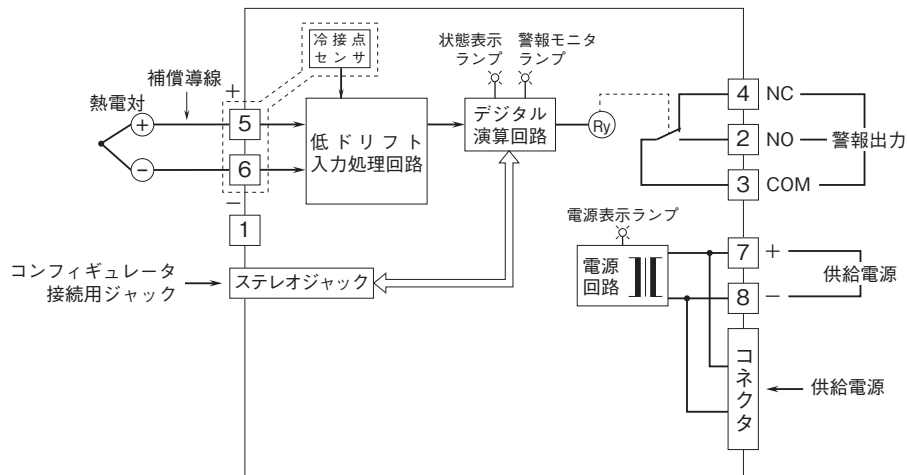 冷接点
センサ
状態表示
ランプ
警報モニタ
ランプ
補償導線
熱電対
+
+
5
低ドリフト
入力処理回路
デジタル
演算回路
Ry
4 NC
2 NO
警報出力
3 COM
−
6
−
1
電源表示ランプ
電源
回路
7 +
供給電源
8 −
コンフィギュレータ
接続用ジャック
ステレオジャック
コネクタ
供給電源